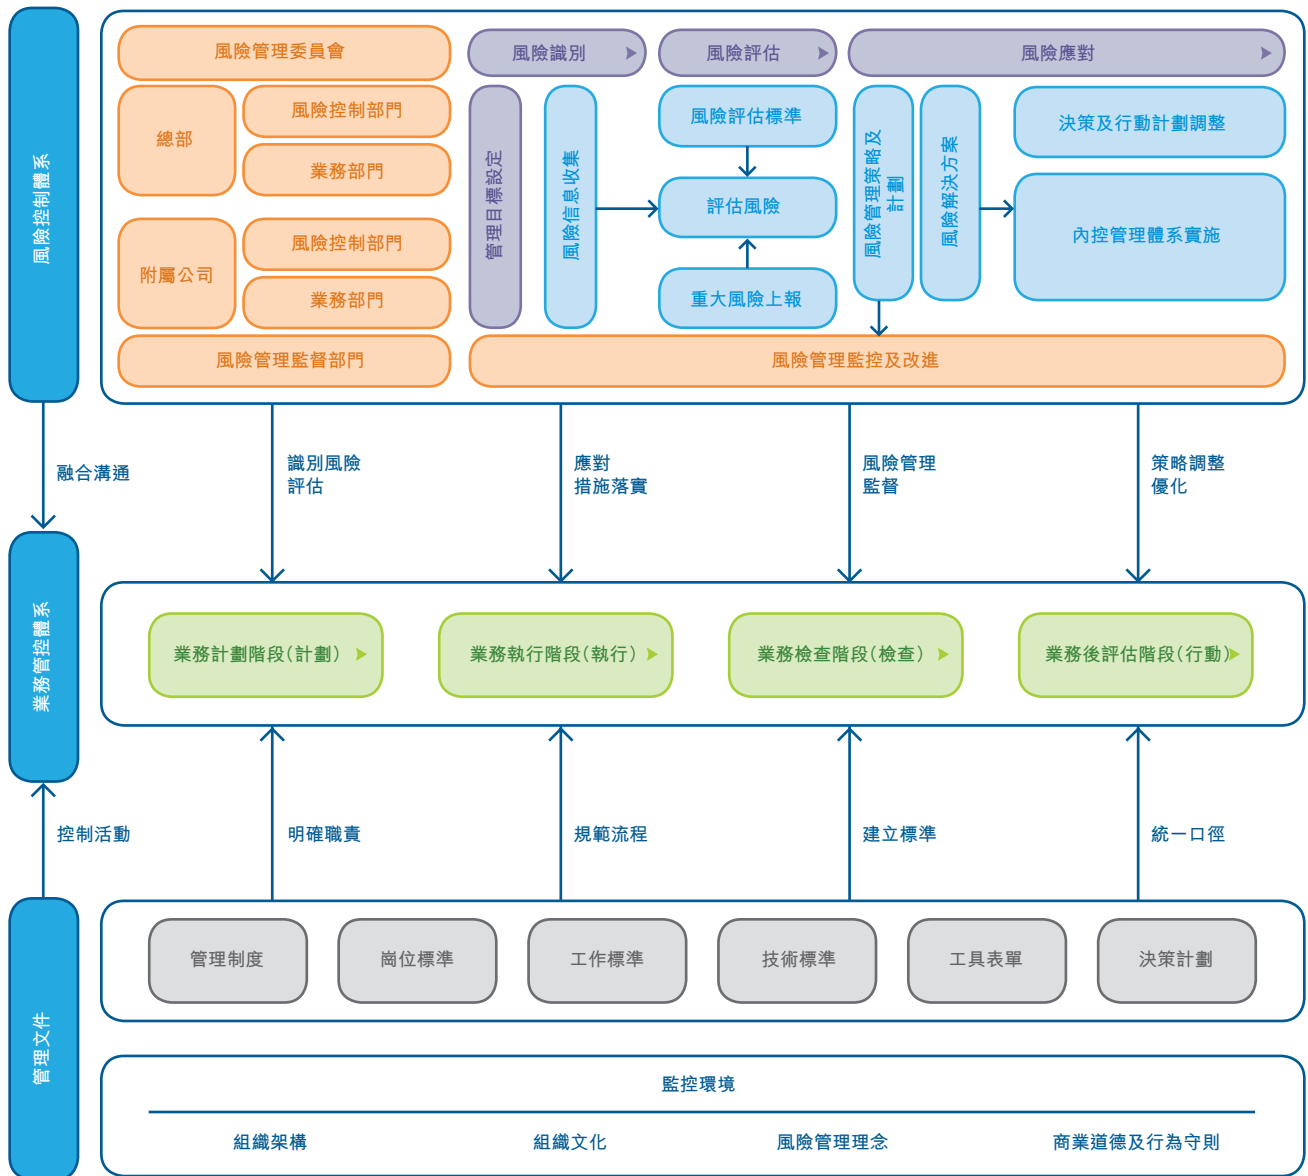 風險控制體系
風險管理委員會
總部
風險控制部門
業務部門
附屬公司
風險控制部門
業務部門
風險管理監督部門
風險識別
風險評估
風險應對
管理目標設定
風險信息收集
風險評估標準
評估風險
重大風險上報
風險管理策略及
計劃
風險解決方案
決策及行動計劃調整
內控管理體系實施
風險管理監控及改進
融合溝通
識別風險
評估
應對
措施落實
風險管理
監督
策略調整
優化
業務管控體系
業務計劃階段(計劃)
業務執行階段(執行)
業務檢查階段(檢查)
業務後評估階段(行動)
控制活動
明確職責
規範流程
建立標準
統一口徑
管理文件
管理制度
崗位標準
工作標準
技術標準
工具表單
決策計劃
監控環境
組織架構
組織文化
風險管理理念
商業道德及行為守則